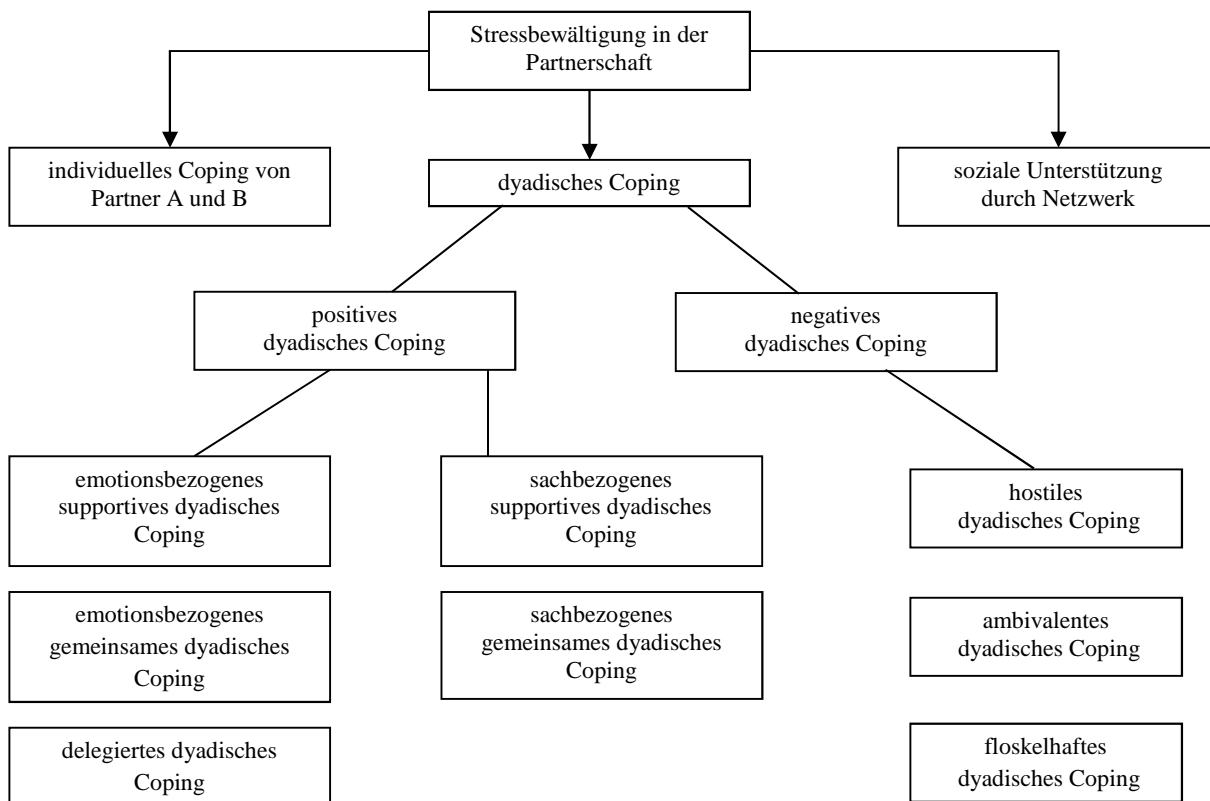 Stressbewältigung in der
Partnerschaft
individuelles Coping von
Partner A und B
dyadisches Coping
soziale Unterstützung
durch Netzwerk
positives
dyadisches Coping
negatives
dyadisches Coping
emotionsbezogenes
supportives dyadisches
Coping
sachbezogenes
supportives dyadisches
Coping
hostiles
dyadisches Coping
emotionsbezogenes
gemeinsames dyadisches
Coping
sachbezogenes
gemeinsames dyadisches
Coping
ambivalentes
dyadisches Coping
delegiertes dyadisches
Coping
floskelhaftes
dyadisches Coping